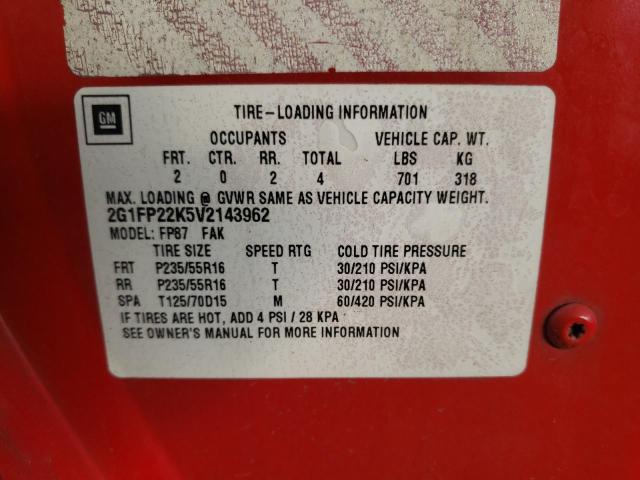 GM
TIRE-LOADING INFORMATION
OCCUPANTS VEHICLE CAP. WT.
FRT. CTR. RR. TOTAL LBS KG
2 0 2 4 701 318
MAX. LOADING @ GVWR SAME AS VEHICLE CAPACITY WEIGHT.
2G1FP22K5V2143962
MODEL: FP87 FAK
TIRE SIZE SPEED RTG COLD TIRE PRESSURE
FRT P235/55R16 T 30/210 PSI/KPA
RR P235/55R16 T 30/210 PSI/KPA
SPA T125/70D15 M 60/420 PSI/KPA
IF TIRES ARE HOT, ADD 4 PSI / 28 KPA
SEE OWNER'S MANUAL FOR MORE INFORMATION